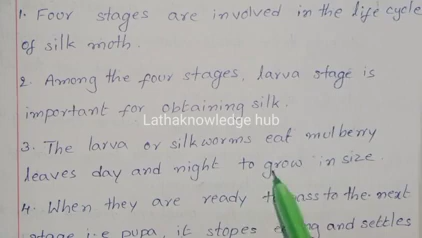 1. Four stages are involved in the life cycle
of silk moth.
2. Among the four stages, larva stage is
important for obtaining silk.
Lathaknowledge hub
3. The larva or silkworms eat mulberry
leaves day and night to grow in size.
4. When they are ready to pass to the next
stage i.e pupa, it stopes and settles